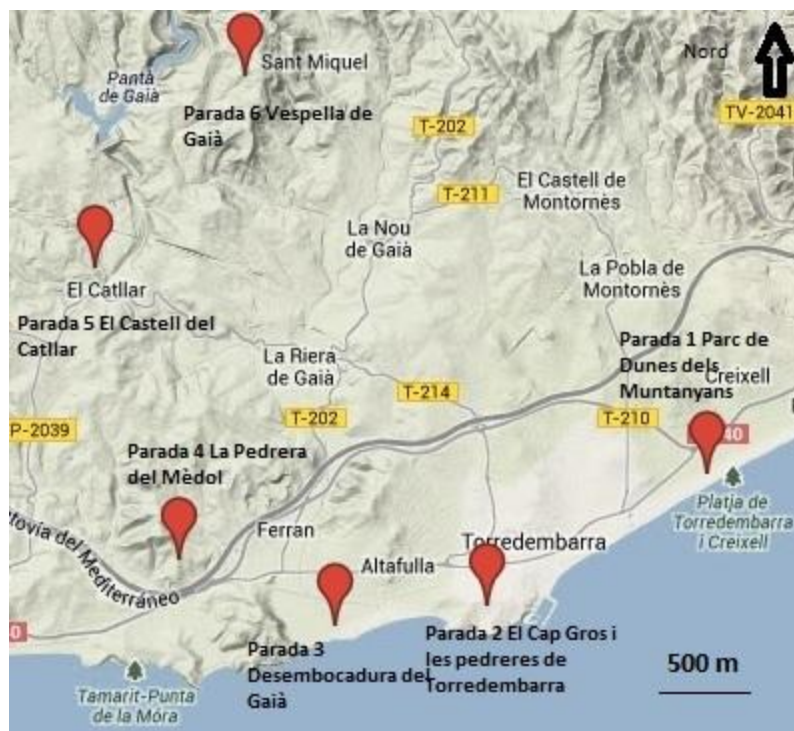 Sant Miquel
Nord
Pantà
de Gaià
Parada 6 Vespella de
Gaià
T-202
TV-2041
T-211
El Castell de
Montornès
La Nou
de Gaià
La Pobla de
Montornès
El Catllar
Parada 5 El Castell del
Catllar
Parada 1 Parc de
Dunes dels
Muntanyans
Creixell
La Riera
de Gaià
T-214
T-202
T-210
P-2039
40
Parada 4 La Pedrera
del Mèdol
Platja de
Torredembarra
i Creixell
tovía del Mediterráneo
Ferran
Altafulla
Torredembarra
Parada 2 El Cap Gros i
les pedreres de
Torredembarra
Parada 3
Desembocadura del
Gaià
500 m
Tamarit-Punta
de la Móra